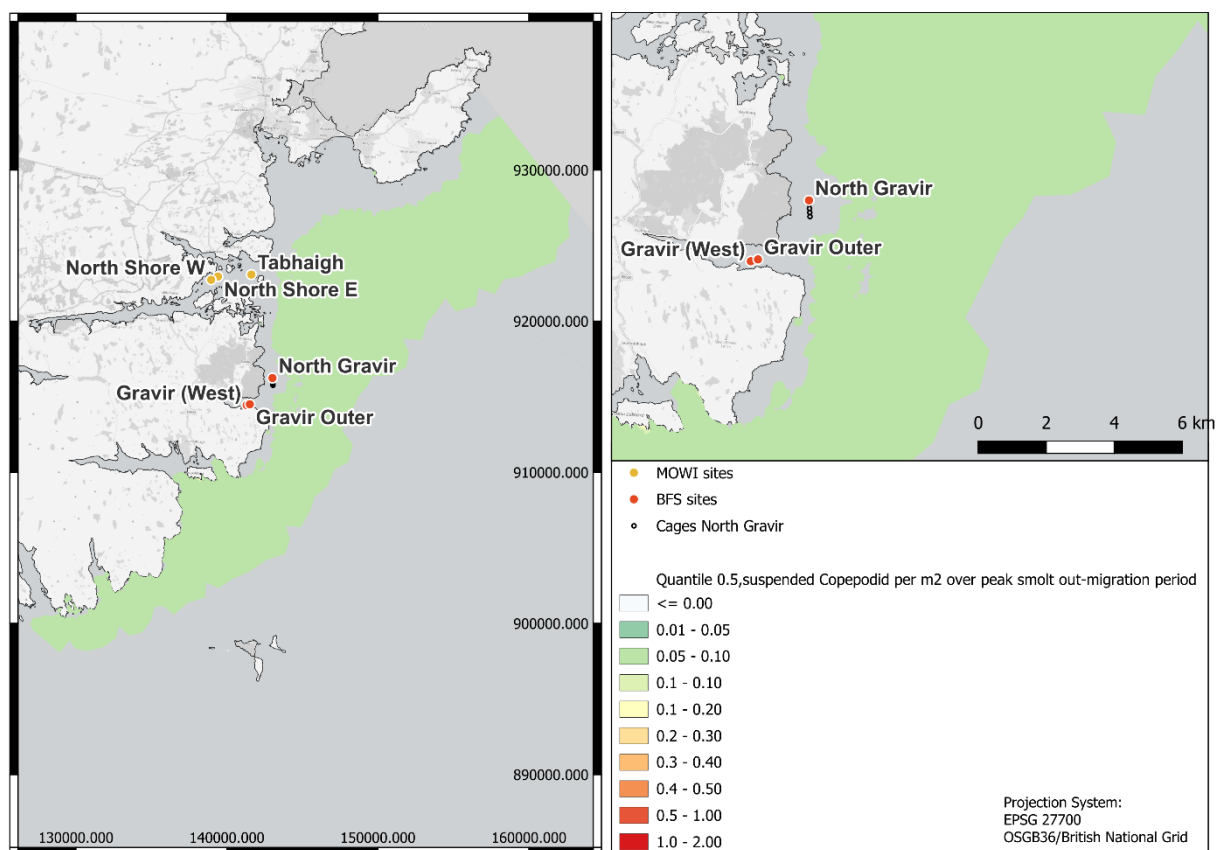 930000.000
North Shore W
Tabhaigh
North Shore E
920000.000
North Gravir
Gravir (West)
Gravir Outer
910000.000
900000.000
890000.000
130000.000
140000.000
150000.000
160000.000
North Gravir
Gravir (West)
Gravir Outer
0
2
4
6 km
MOWI sites
BFS sites
Cages North Gravir
Quantile 0.5,suspended Copepodid per m2 over peak smolt out-migration period
<= 0.00
0.01 - 0.05
0.05 - 0.10
0.1 - 0.10
0.1 - 0.20
0.2 - 0.30
0.3 - 0.40
0.4 - 0.50
0.5 - 1.00
1.0 - 2.00
Projection System:
EPSG 27700
OSGB36/British National Grid